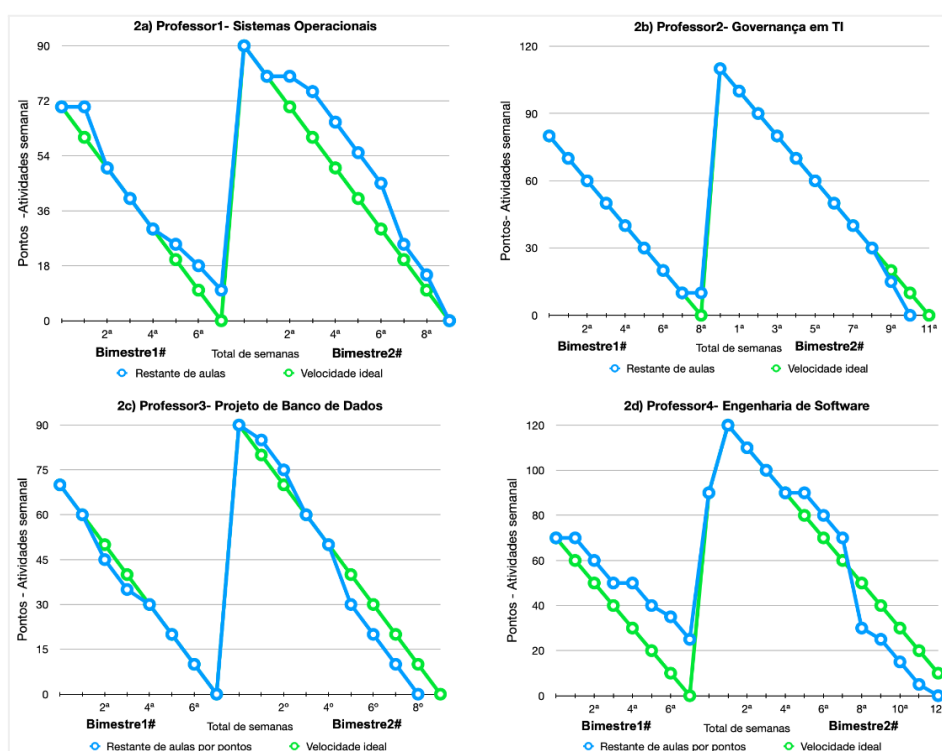 2a) Professor1- Sistemas Operacionais
Pontos -Atividades semanal
90
72
54
36
18
0
2ª 4ª 6ª 2ª 4ª 6ª 8ª
Bimestre1# Total de semanas Bimestre2#
Restante de aulas Velocidade ideal
2b) Professor2- Governança em TI
Pontos- Atividades semanal
120
90
60
30
0
2ª 4ª 6ª 8ª 1ª 3ª 5ª 7ª 9ª 11ª
Bimestre1# Total de semanas Bimestre2#
Restante de aulas Velocidade ideal
2c) Professor3- Projeto de Banco de Dados
Pontos - Atividades semanal
90
75
60
45
30
15
0
2ª 4ª 6ª 2ª 4ª 6ª 8ª
Bimestre1# Total de semanas Bimestre2#
Restante de aulas por pontos Velocidade ideal
2d) Professor4- Engenharia de Software
Pontos - Atividades semanal
120
100
80
60
40
20
0
2ª 4ª 6ª 2ª 4ª 6ª 8ª 10ª 12
Bimestre1# Total de semanas Bimestre2#
Restante de aulas por pontos Velocidade ideal